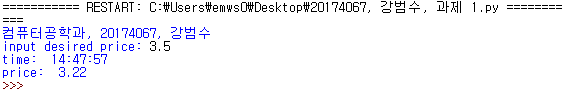 =========== RESTART: C:\Users\emws0\Desktop\20174067, 강범수, 과제 1.py ========
===
컴퓨터공학과, 20174067, 강범수
input desired price: 3.5
time:  14:47:57
price:  3.22
>>>